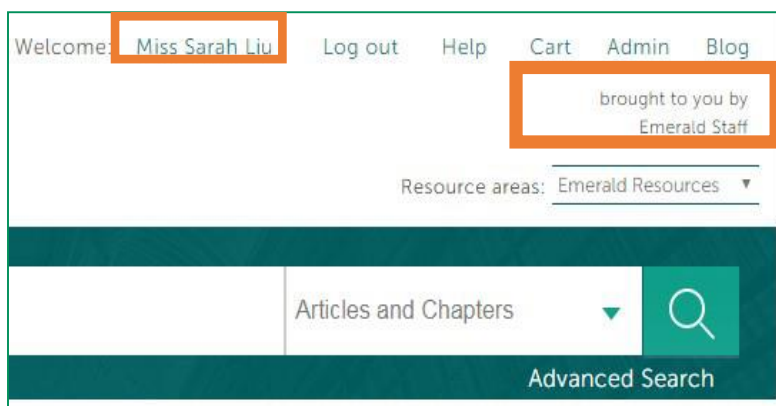 Welcome: Miss Sarah Liu Log out Help Cart Admin Blog
brought to you by
Emerald Staff
Resource areas: Emerald Resources
Articles and Chapters
Advanced Search